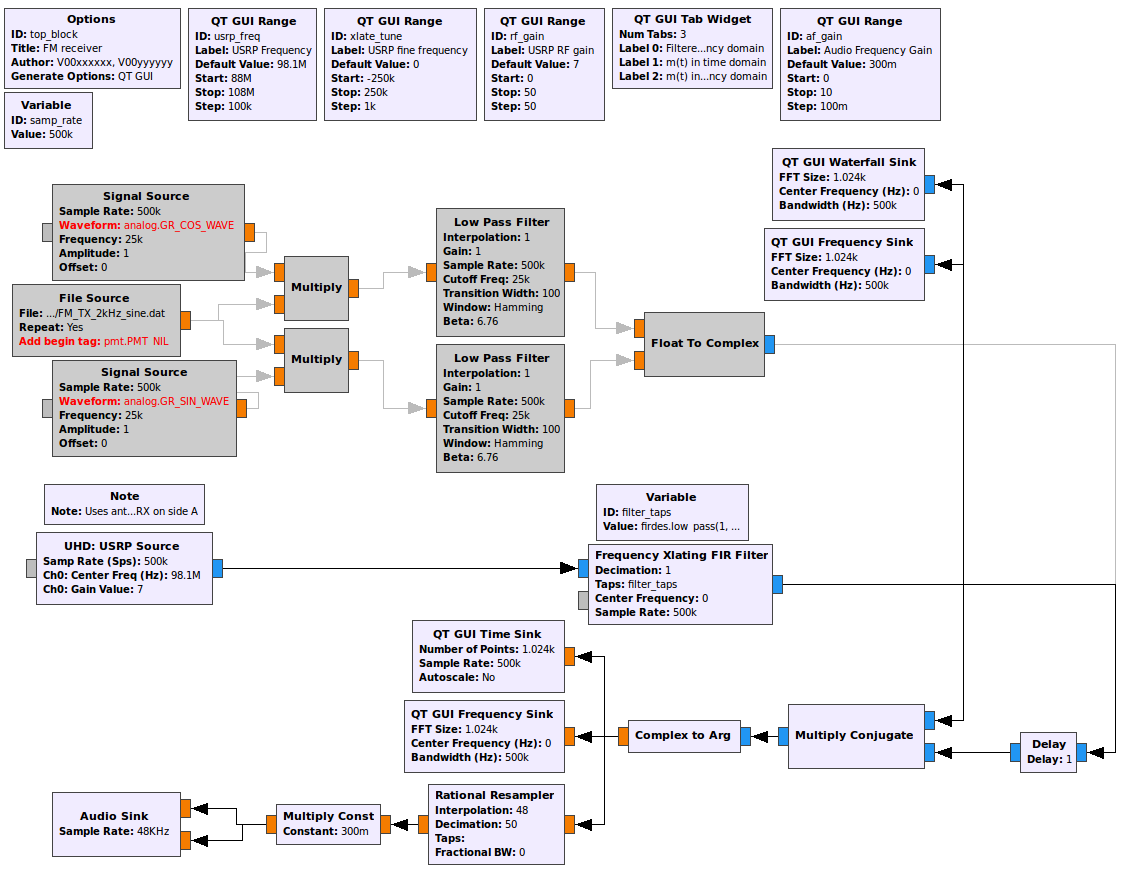 Options
ID: top_block
Title: FM receiver
Author: V00xxxxxx, V00yyyyyy
Generate Options: QT GUI
QT GUI Range
ID: usrp_freq
Label: USRP Frequency
Default Value: 98.1M
Start: 88M
Stop: 108M
Step: 100k
QT GUI Range
ID: xlate_tune
Label: USRP fine frequency
Default Value: 0
Start: -250k
Stop: 250k
Step: 1k
QT GUI Range
ID: rf_gain
Label: USRP RF gain
Default Value: 7
Start: 0
Stop: 50
Step: 50
QT GUI Tab Widget
Num Tabs: 3
Label 0: Filtere...ncy domain
Label 1: m(t) in time domain
Label 2: m(t) in...ncy domain
QT GUI Range
ID: af_gain
Label: Audio Frequency Gain
Default Value: 300m
Start: 0
Stop: 10
Step: 100m
Variable
ID: samp_rate
Value: 500k
QT GUI Waterfall Sink
FFT Size: 1.024k
Center Frequency (Hz): 0
Bandwidth (Hz): 500k
Signal Source
Sample Rate: 500k
Waveform: analog.GR_COS_WAVE
Frequency: 25k
Amplitude: 1
Offset: 0
Low Pass Filter
Interpolation: 1
Gain: 1
Sample Rate: 500k
Cutoff Freq: 25k
Transition Width: 100
Window: Hamming
Beta: 6.76
QT GUI Frequency Sink
FFT Size: 1.024k
Center Frequency (Hz): 0
Bandwidth (Hz): 500k
Multiply
File Source
File: .../FM_TX_2kHz_sine.dat
Repeat: Yes
Add begin tag: pmt.PMT_NIL
Multiply
Float To Complex
Signal Source
Sample Rate: 500k
Waveform: analog.GR_SIN_WAVE
Frequency: 25k
Amplitude: 1
Offset: 0
Low Pass Filter
Interpolation: 1
Gain: 1
Sample Rate: 500k
Cutoff Freq: 25k
Transition Width: 100
Window: Hamming
Beta: 6.76
Note
Note: Uses ant...RX on side A
Variable
ID: filter_taps
Value: firdes.low_pass(1, ...
UHD: USRP Source
Samp Rate (Sps): 500k
Ch0: Center Freq (Hz): 98.1M
Ch0: Gain Value: 7
Frequency Xlating FIR Filter
Decimation: 1
Taps: filter_taps
Center Frequency: 0
Sample Rate: 500k
QT GUI Time Sink
Number of Points: 1.024k
Sample Rate: 500k
Autoscale: No
QT GUI Frequency Sink
FFT Size: 1.024k
Center Frequency (Hz): 0
Bandwidth (Hz): 500k
Complex to Arg
Multiply Conjugate
Delay
Delay: 1
Audio Sink
Sample Rate: 48KHz
Multiply Const
Constant: 300m
Rational Resampler
Interpolation: 48
Decimation: 50
Taps:
Fractional BW: 0